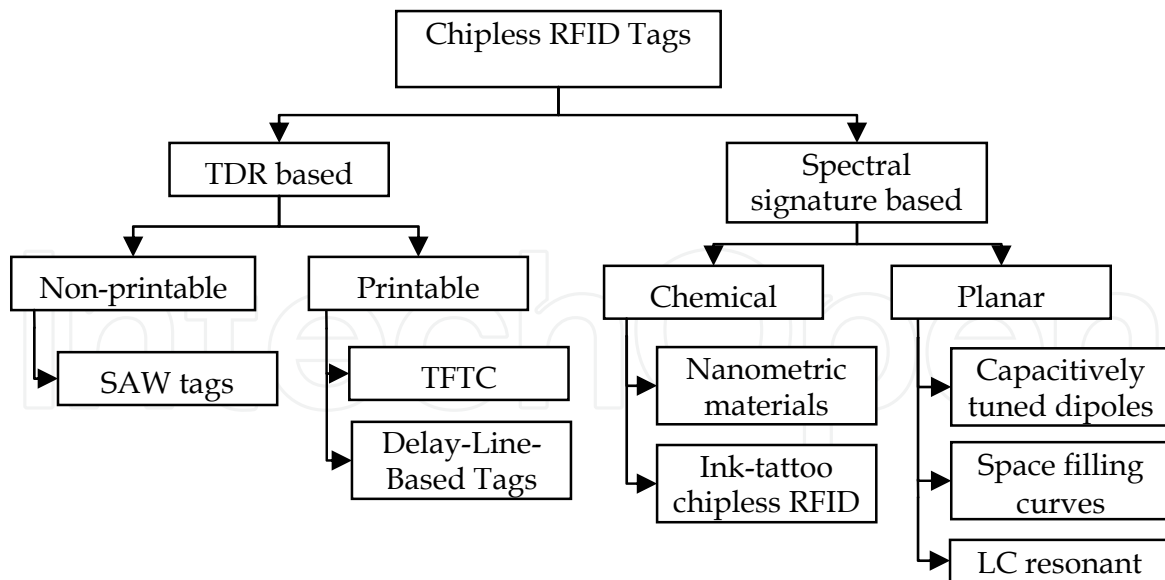 Chipless RFID Tags
TDR based
Spectral
signature based
Non-printable
Printable
Chemical
Planar
SAW tags
TFTC
Nanometric
materials
Capacitively
tuned dipoles
Delay-Line-
Based Tags
Ink-tattoo
chipless RFID
Space filling
curves
LC resonant
IntechOpen